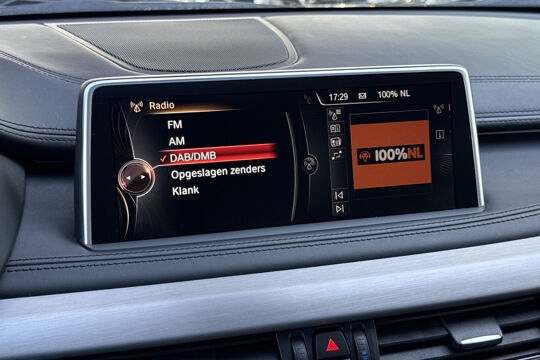 Radio
17:29 100% NL
FM
AM
DAB/DMB
Opgeslagen zenders
Klank
100%NL